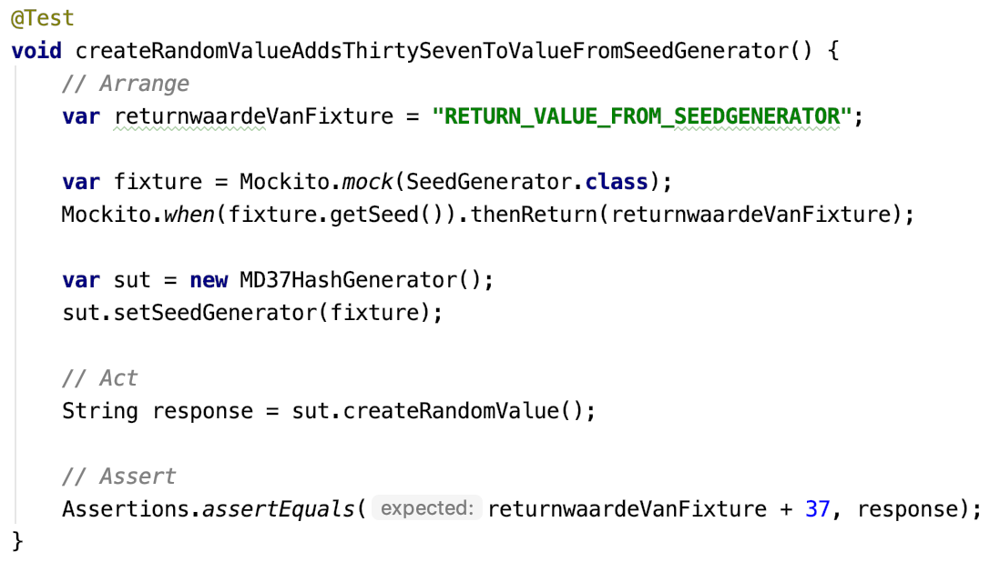 @Test
void createRandomValueAddsThirtySevenToValueFromSeedGenerator() {
// Arrange
var returnwaardeVanFixture = "RETURN_VALUE_FROM_SEEDGENERATOR";
var fixture = Mockito.mock(SeedGenerator.class);
Mockito.when(fixture.getSeed()).thenReturn(returnwaardeVanFixture);
var sut = new MD37HashGenerator();
sut.setSeedGenerator(fixture);
// Act
String response = sut.createRandomValue();
// Assert
Assertions.assertEquals( expected: returnwaardeVanFixture + 37, response);
}